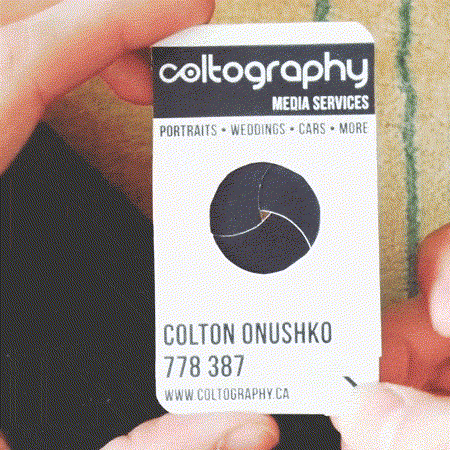 coltography
MEDIA SERVICES
PORTRAITS • WEDDINGS • CARS • MORE
COLTON ONUSHKO
778 387
WWW.COLTOGRAPHY.CA